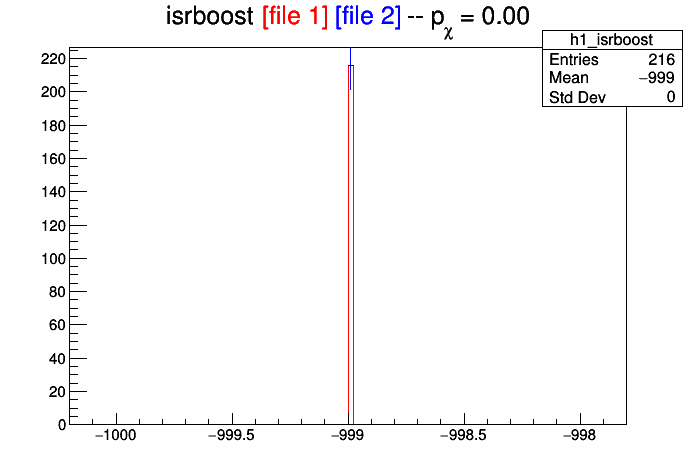 isrboost [file 1] [file 2] -- pχ = 0.00
h1_isrboost
Entries 216
Mean −999
Std Dev 0
220
200
180
160
140
120
100
80
60
40
20
0
−1000 −999.5 −999 −998.5 −998